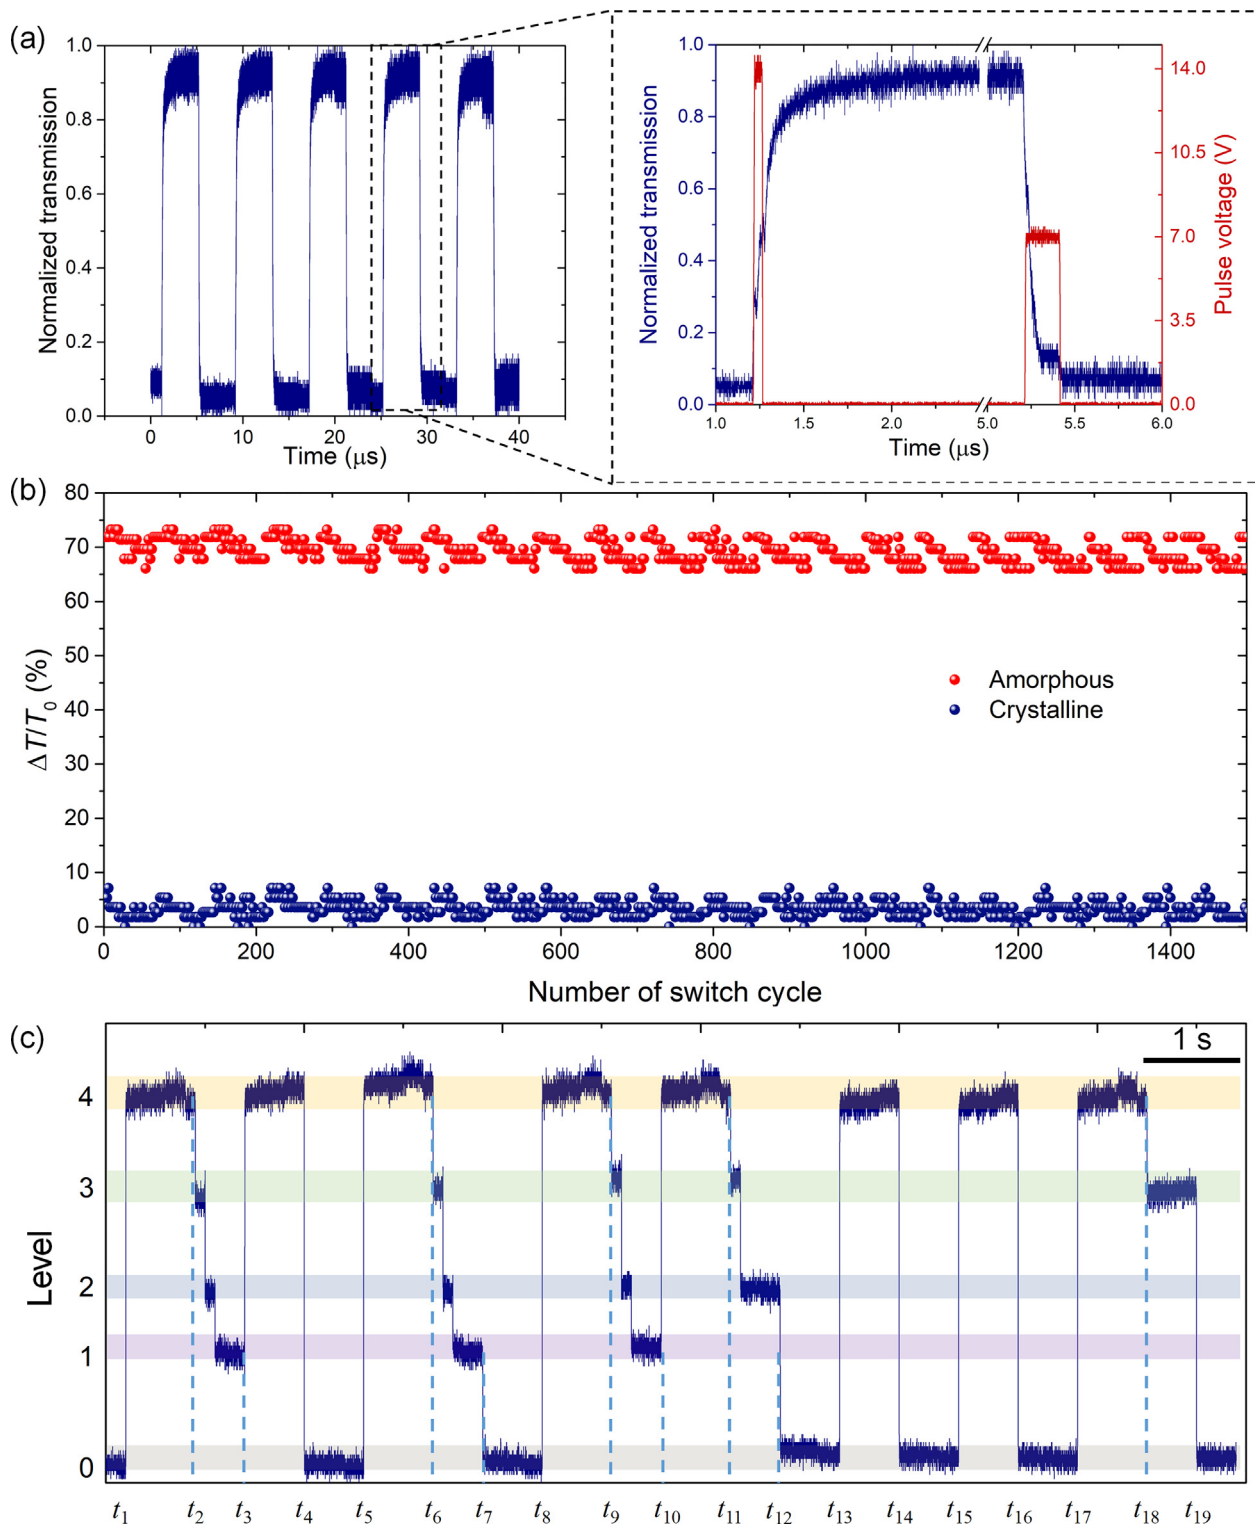 (a)
1.0
0.8
0.6
0.4
0.2
0.0
Normalized transmission
0 10 20 30 40
Time (μs)
1.0
0.8
0.6
0.4
0.2
0.0
Normalized transmission
14.0
10.5
7.0
3.5
0.0
Pulse voltage (V)
1.0 1.5 2.0 5.0 5.5 6.0
Time (μs)
(b)
80
70
60
50
40
30
20
10
0
ΔT/T₀ (%)
Amorphous
Crystalline
0 200 400 600 800 1000 1200 1400
Number of switch cycle
(c)
1 s
4
3
2
1
0
Level
t₁ t₂ t₃ t₄ t₅ t₆ t₇ t₈ t₉ t₁₀ t₁₁ t₁₂ t₁₃ t₁₄ t₁₅ t₁₆ t₁₇ t₁₈ t₁₉